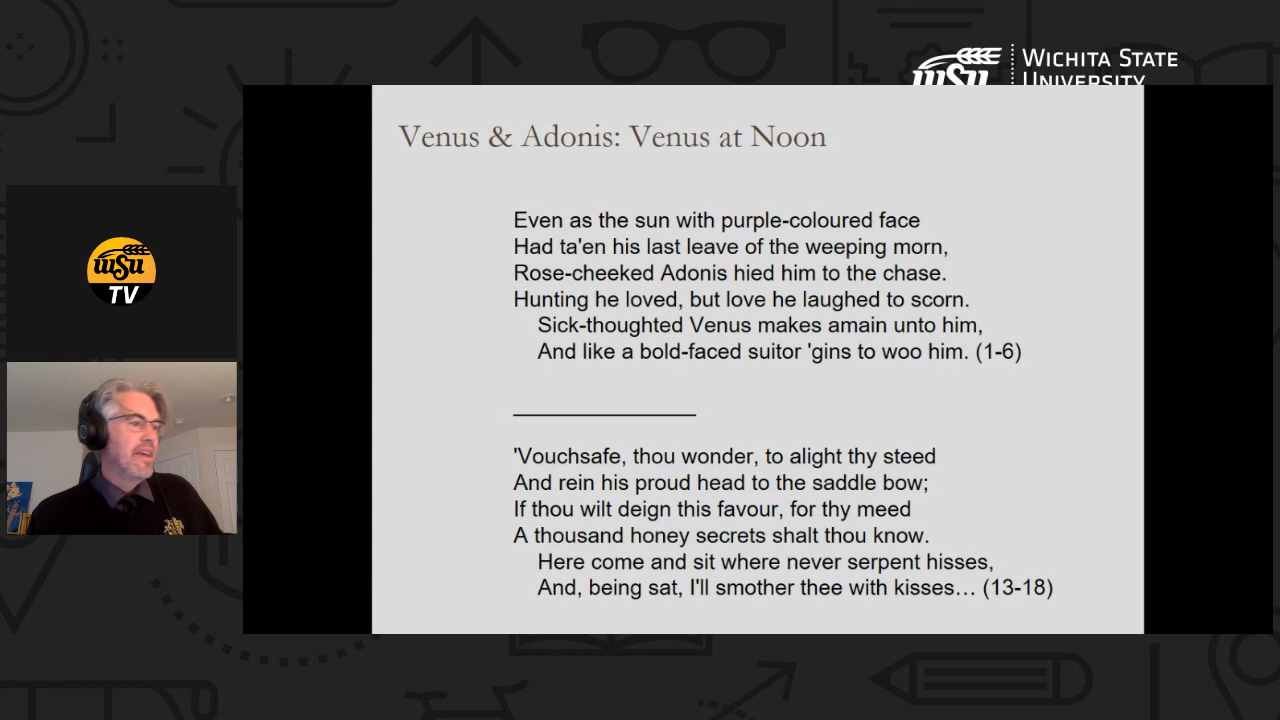 WSU
WICHITA STATE
UNIVERSITY
Venus & Adonis: Venus at Noon
Even as the sun with purple-coloured face
Had ta'en his last leave of the weeping morn,
Rose-cheeked Adonis hied him to the chase.
Hunting he loved, but love he laughed to scorn.
Sick-thoughted Venus makes amain unto him,
And like a bold-faced suitor 'gins to woo him. (1-6)
'Vouchsafe, thou wonder, to alight thy steed
And rein his proud head to the saddle bow;
If thou wilt deign this favour, for thy meed
A thousand honey secrets shalt thou know.
Here come and sit where never serpent hisses,
And, being sat, I'll smother thee with kisses… (13-18)
wsu
TV